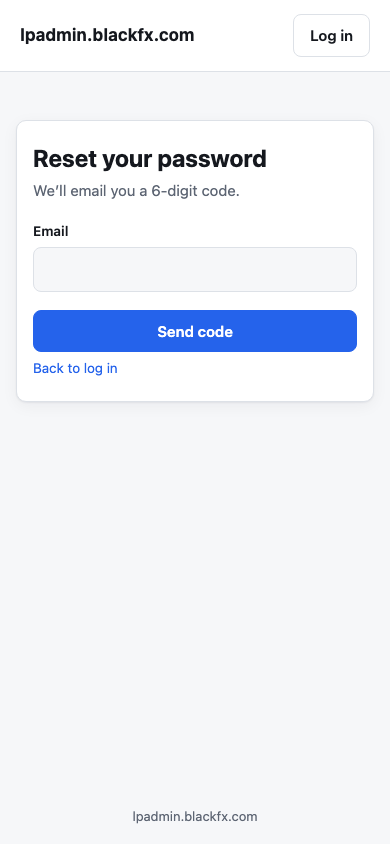 lpadmin.blackfx.com
Log in
Reset your password
We’ll email you a 6-digit code.
Email
Send code
Back to log in
lpadmin.blackfx.com